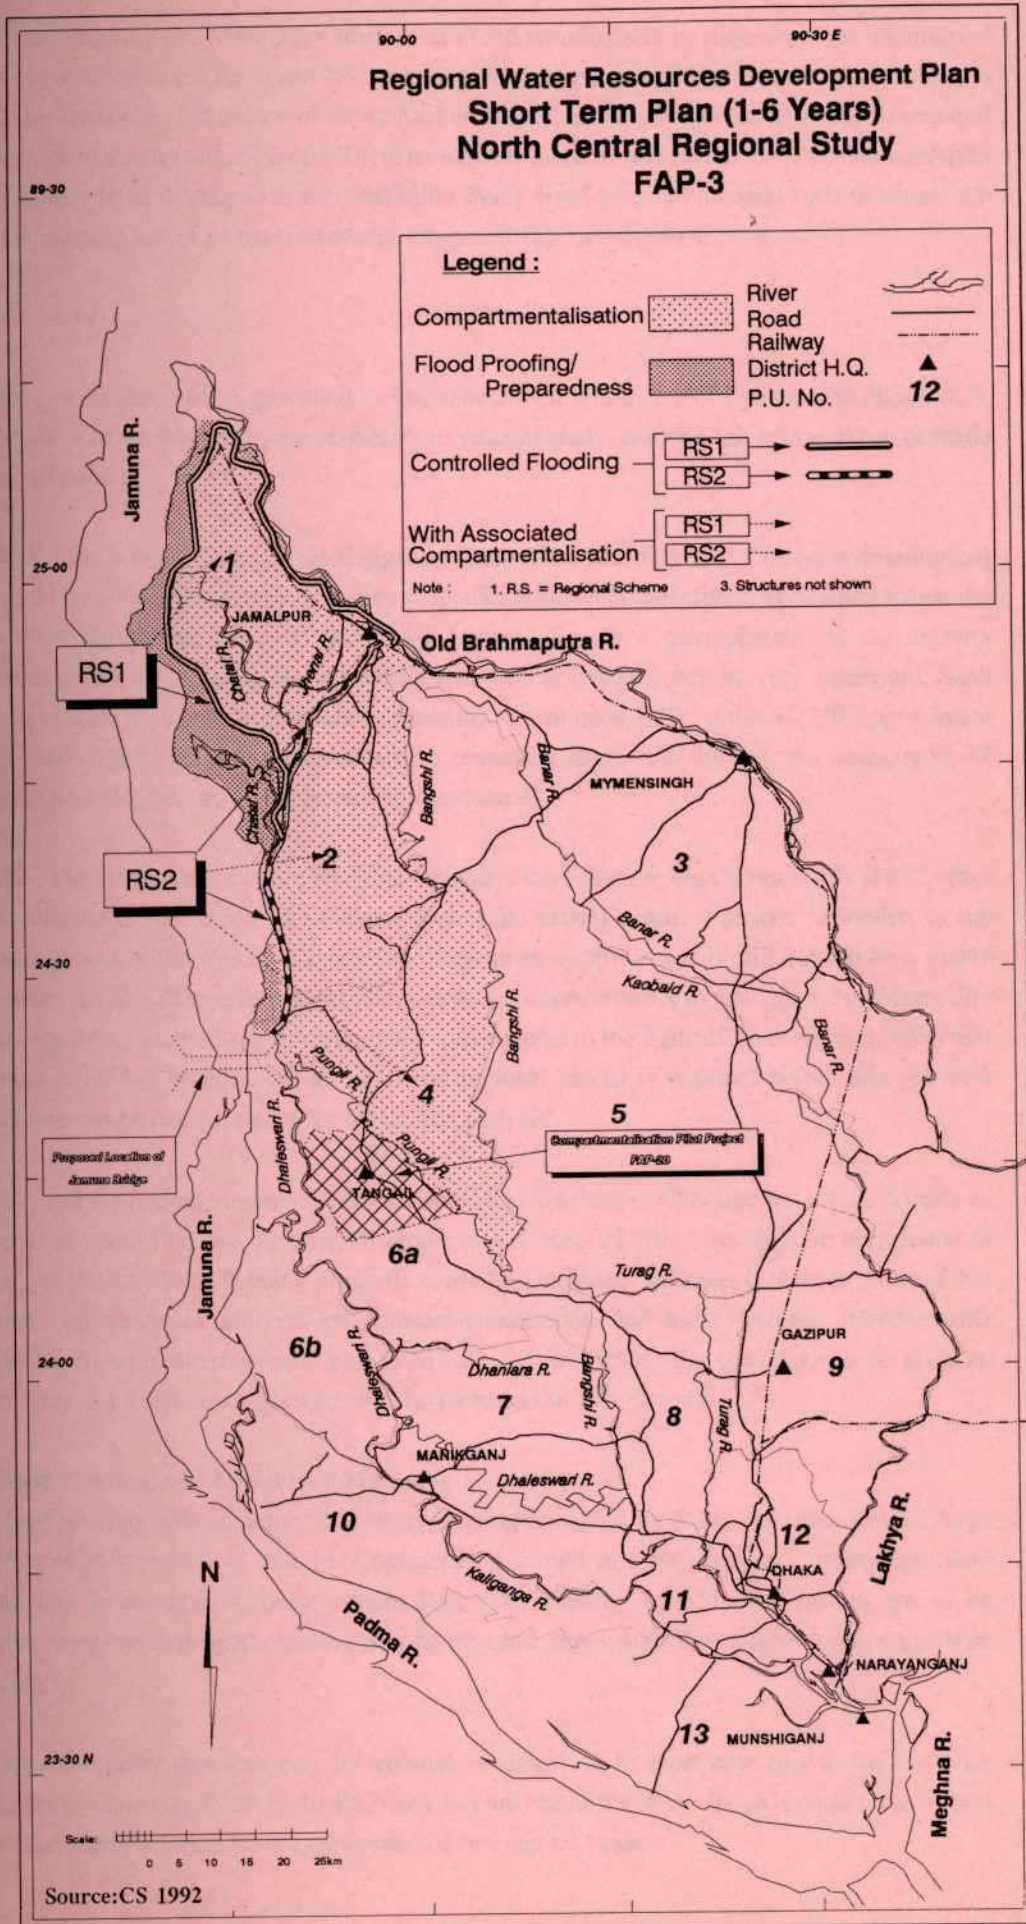 90-00
90-30 E
Regional Water Resources Development Plan
Short Term Plan (1-6 Years)
North Central Regional Study
FAP-3
89-30
Legend :
Compartmentalisation
Flood Proofing/
Preparedness
River
Road
Railway
District H.Q.
P.U. No. 12
Controlled Flooding
RS1
RS2
With Associated
Compartmentalisation
RS1
RS2
Note : 1. R.S. = Regional Scheme 3. Structures not shown
Jamuna R.
25-00
1
JAMALPUR
Chatal R.
Jhenai R.
Old Brahmaputra R.
RS1
Bangshi R.
Banar R.
MYMENSINGH
Chatal R.
RS2
2
3
Banar R.
24-30
Kaobald R.
Bangshi R.
Banar R.
Pungli R.
4
5
Dhaleswari R.
Proposed Location of
Jamuna Bridge
Compartmentalisation Pilot Project
FAP-20
Pungli R.
TANGAIL
Jamuna R.
6a
Turag R.
6b
GAZIPUR
24-00
Dhaleswari R.
Dhanlara R.
Bangshi R.
9
7
8
Turag R.
MANIKGANJ
Dhaleswari R.
10
12
Lakhya R.
DHAKA
N
Kaliganga R.
11
Padma R.
NARAYANGANJ
13
MUNSHIGANJ
23-30 N
Meghna R.
Scale:
0 5 10 15 20 25km
Source:CS 1992